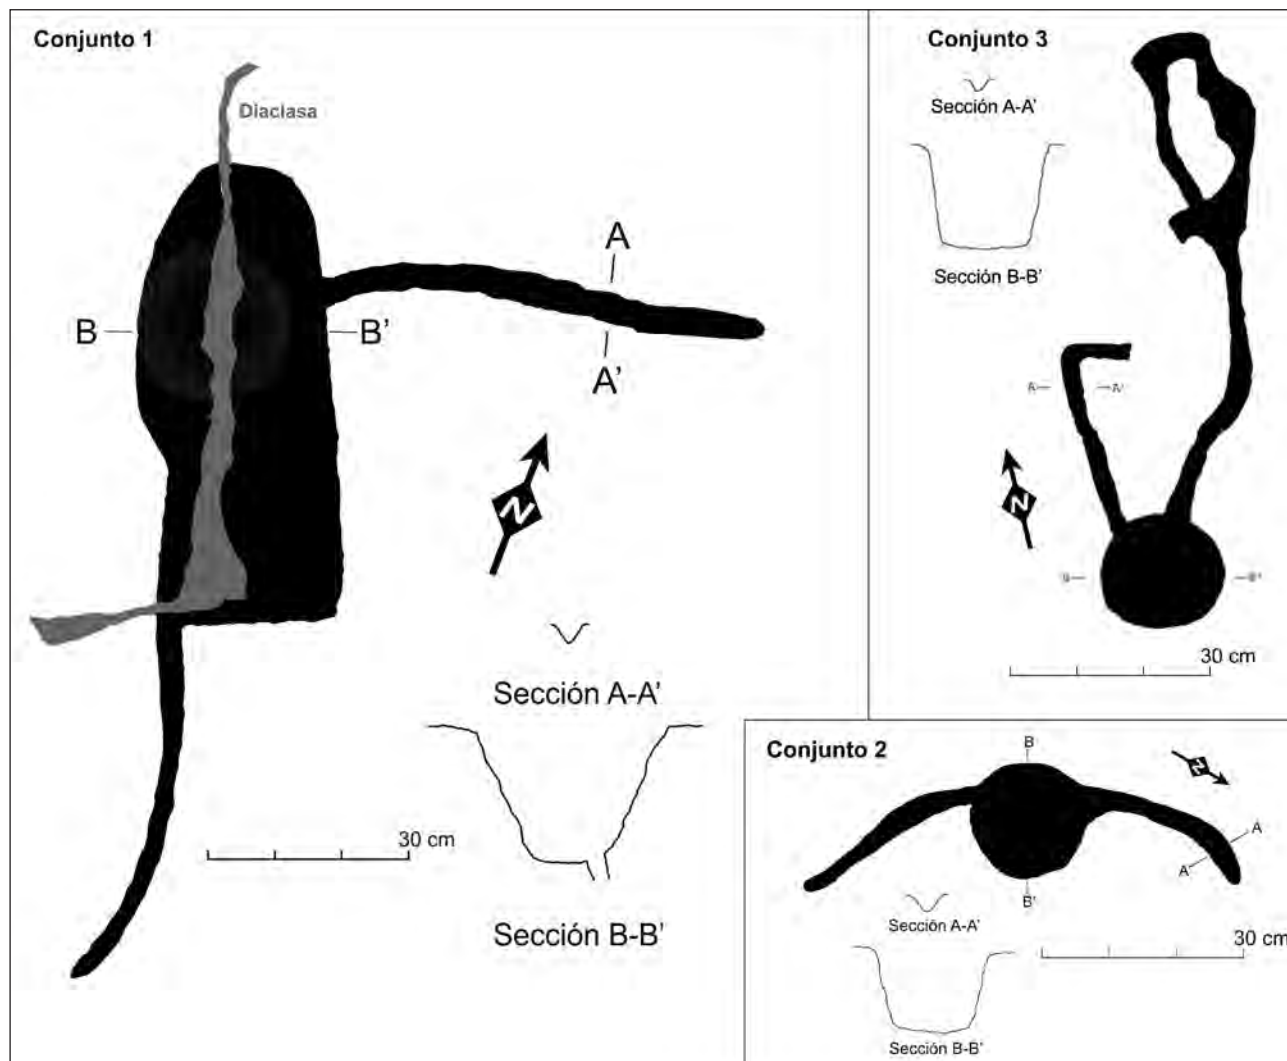 Conjunto 1
Diaclasa
A
B
B'
A'
N
Sección A-A'
30 cm
Sección B-B'
Conjunto 3
Sección A-A'
Sección B-B'
A
A'
N
B
B'
30 cm
Conjunto 2
B
N
A
A'
B'
Sección A-A'
30 cm
Sección B-B'